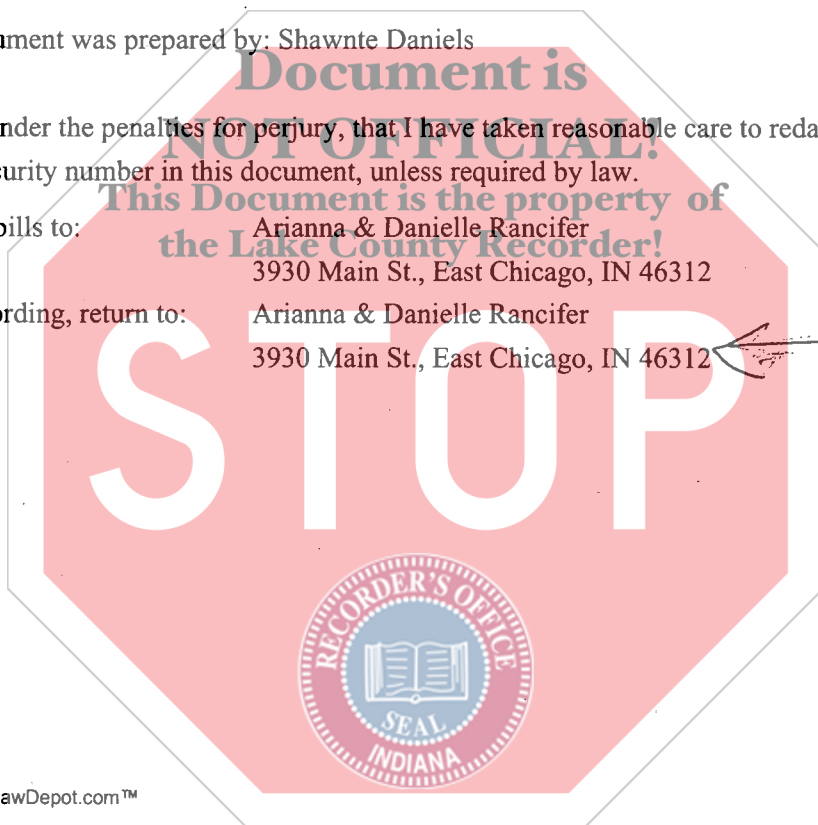 ument was prepared by: Shawnte Daniels
Document is
nder the penalties for perjury, that I have taken reasonable care to reda
NOT OFFICIAL!
urity number in this document, unless required by law.
This Document is the property of
bills to: Arianna & Danielle Rancifer
the Lake County Recorder!
3930 Main St., East Chicago, IN 46312
ording, return to: Arianna & Danielle Rancifer
3930 Main St., East Chicago, IN 46312
STOP
RECORDER'S OFFICE
SEAL
INDIANA
awDepot.com™